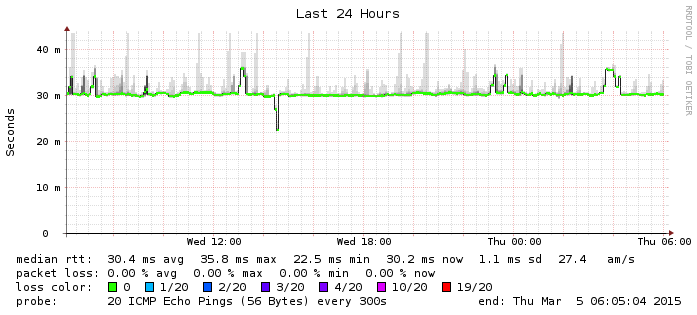 Last 24 Hours
RRDTOOL / TOBI OETIKER
Seconds
40 m
30 m
20 m
10 m
0
Wed 12:00 Wed 18:00 Thu 00:00 Thu 06:00
median rtt: 30.4 ms avg 35.8 ms max 22.5 ms min 30.2 ms now 1.1 ms sd 27.4 am/s
packet loss: 0.00 % avg 0.00 % max 0.00 % min 0.00 % now
loss color: 0 1/20 2/20 3/20 4/20 10/20 19/20
probe: 20 ICMP Echo Pings (56 Bytes) every 300s end: Thu Mar 5 06:05:04 2015